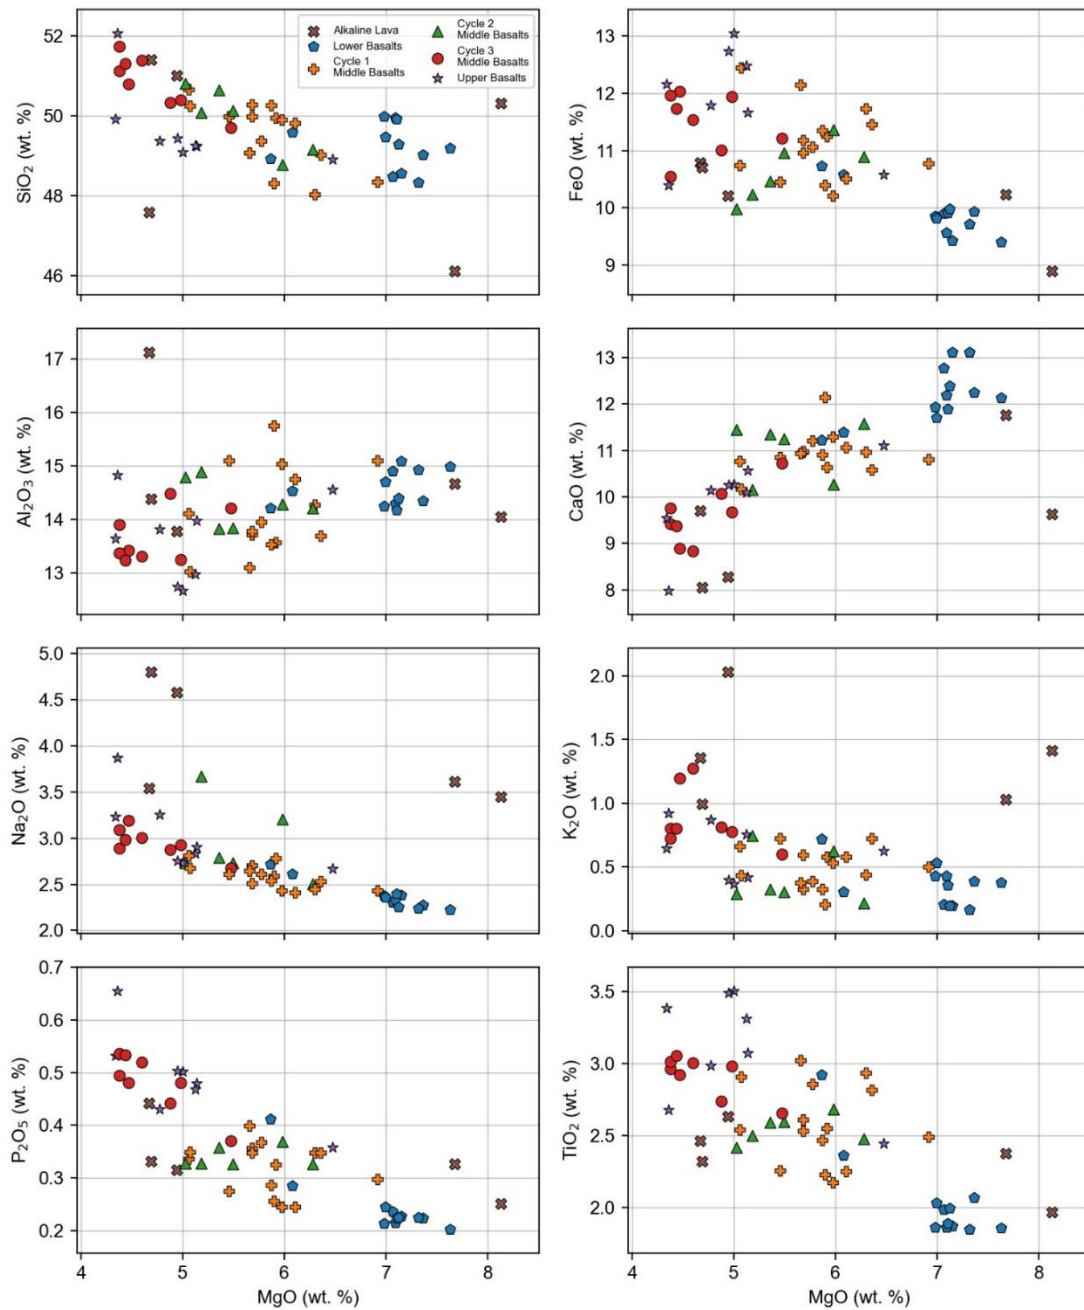 52
50
48
46
SiO₂ (wt. %)
Alkaline Lava
Lower Basalts
Cycle 1
Middle Basalts
Cycle 2
Middle Basalts
Cycle 3
Middle Basalts
Upper Basalts
13
12
11
10
9
FeO (wt. %)
17
16
15
14
13
Al₂O₃ (wt. %)
13
12
11
10
9
8
CaO (wt. %)
5.0
4.5
4.0
3.5
3.0
2.5
2.0
Na₂O (wt. %)
2.0
1.5
1.0
0.5
0.0
K₂O (wt. %)
0.7
0.6
0.5
0.4
0.3
0.2
P₂O₅ (wt. %)
4 5 6 7 8
MgO (wt. %)
3.5
3.0
2.5
2.0
TiO₂ (wt. %)
4 5 6 7 8
MgO (wt. %)